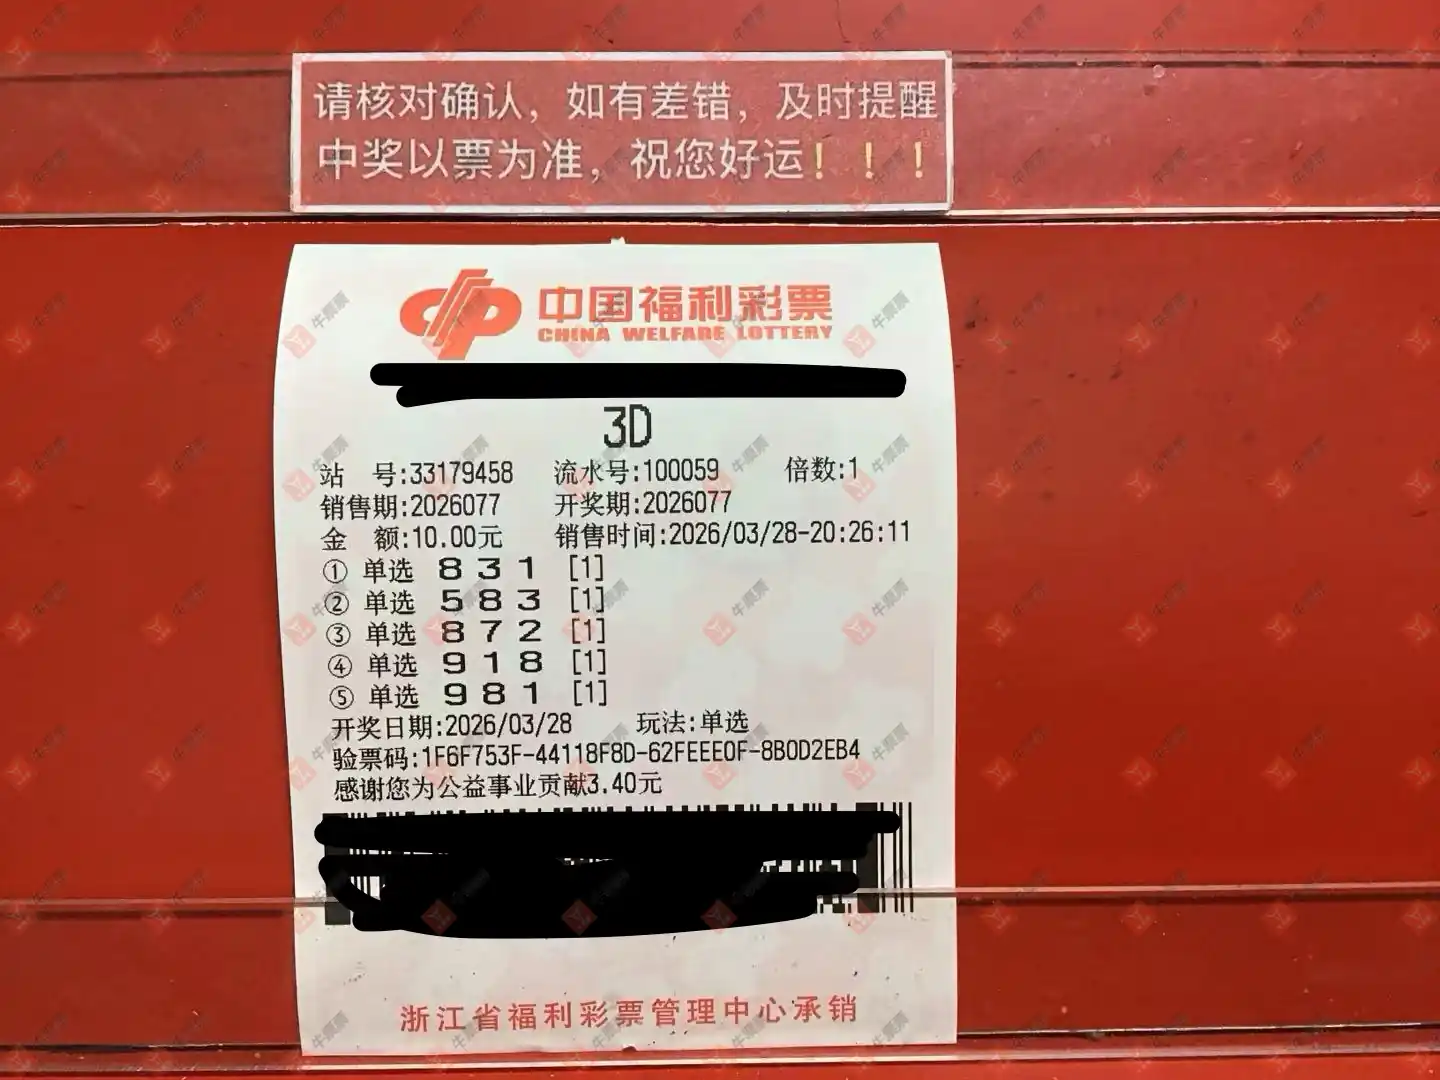 请核对确认，如有差错，及时提醒
中奖以票为准，祝您好运！！！
中国福利彩票
CHINA WELFARE LOTTERY
3D
站 号:33179458 流水号:100059 倍数:1
销售期:2026077 开奖期:2026077
金 额:10.00元 销售时间:2026/03/28-20:26:11
① 单选 8 3 1 [1]
② 单选 5 8 3 [1]
③ 单选 8 7 2 [1]
④ 单选 9 1 8 [1]
⑤ 单选 9 8 1 [1]
开奖日期:2026/03/28 玩法:单选
验票码:1F6F753F-44118F8D-62FEEE0F-8B0D2EB4
感谢您为公益事业贡献3.40元
浙江省福利彩票管理中心承销
牛票票